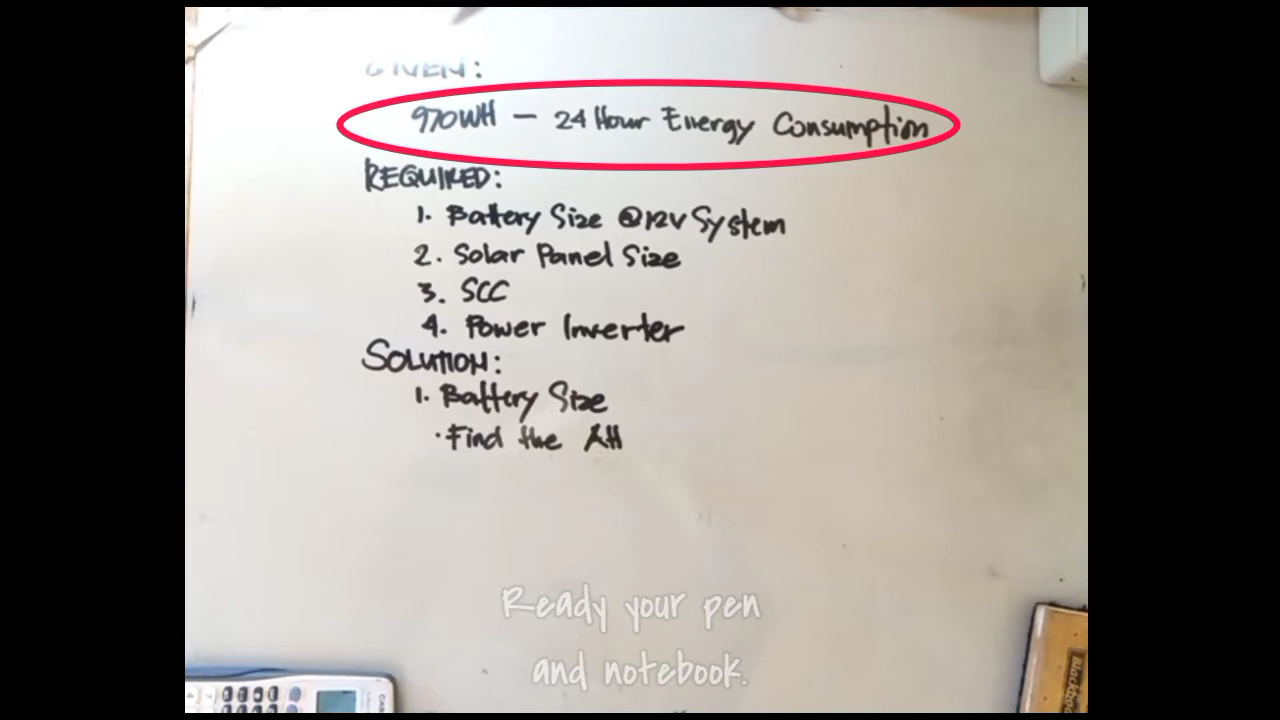 GIVEN:
970WH — 24 Hour Energy Consumption
REQUIRED:
1. Battery Size @12V System
2. Solar Panel Size
3. SCC
4. Power Inverter
SOLUTION:
1. Battery Size
• Find the AH
Ready your pen
and notebook.